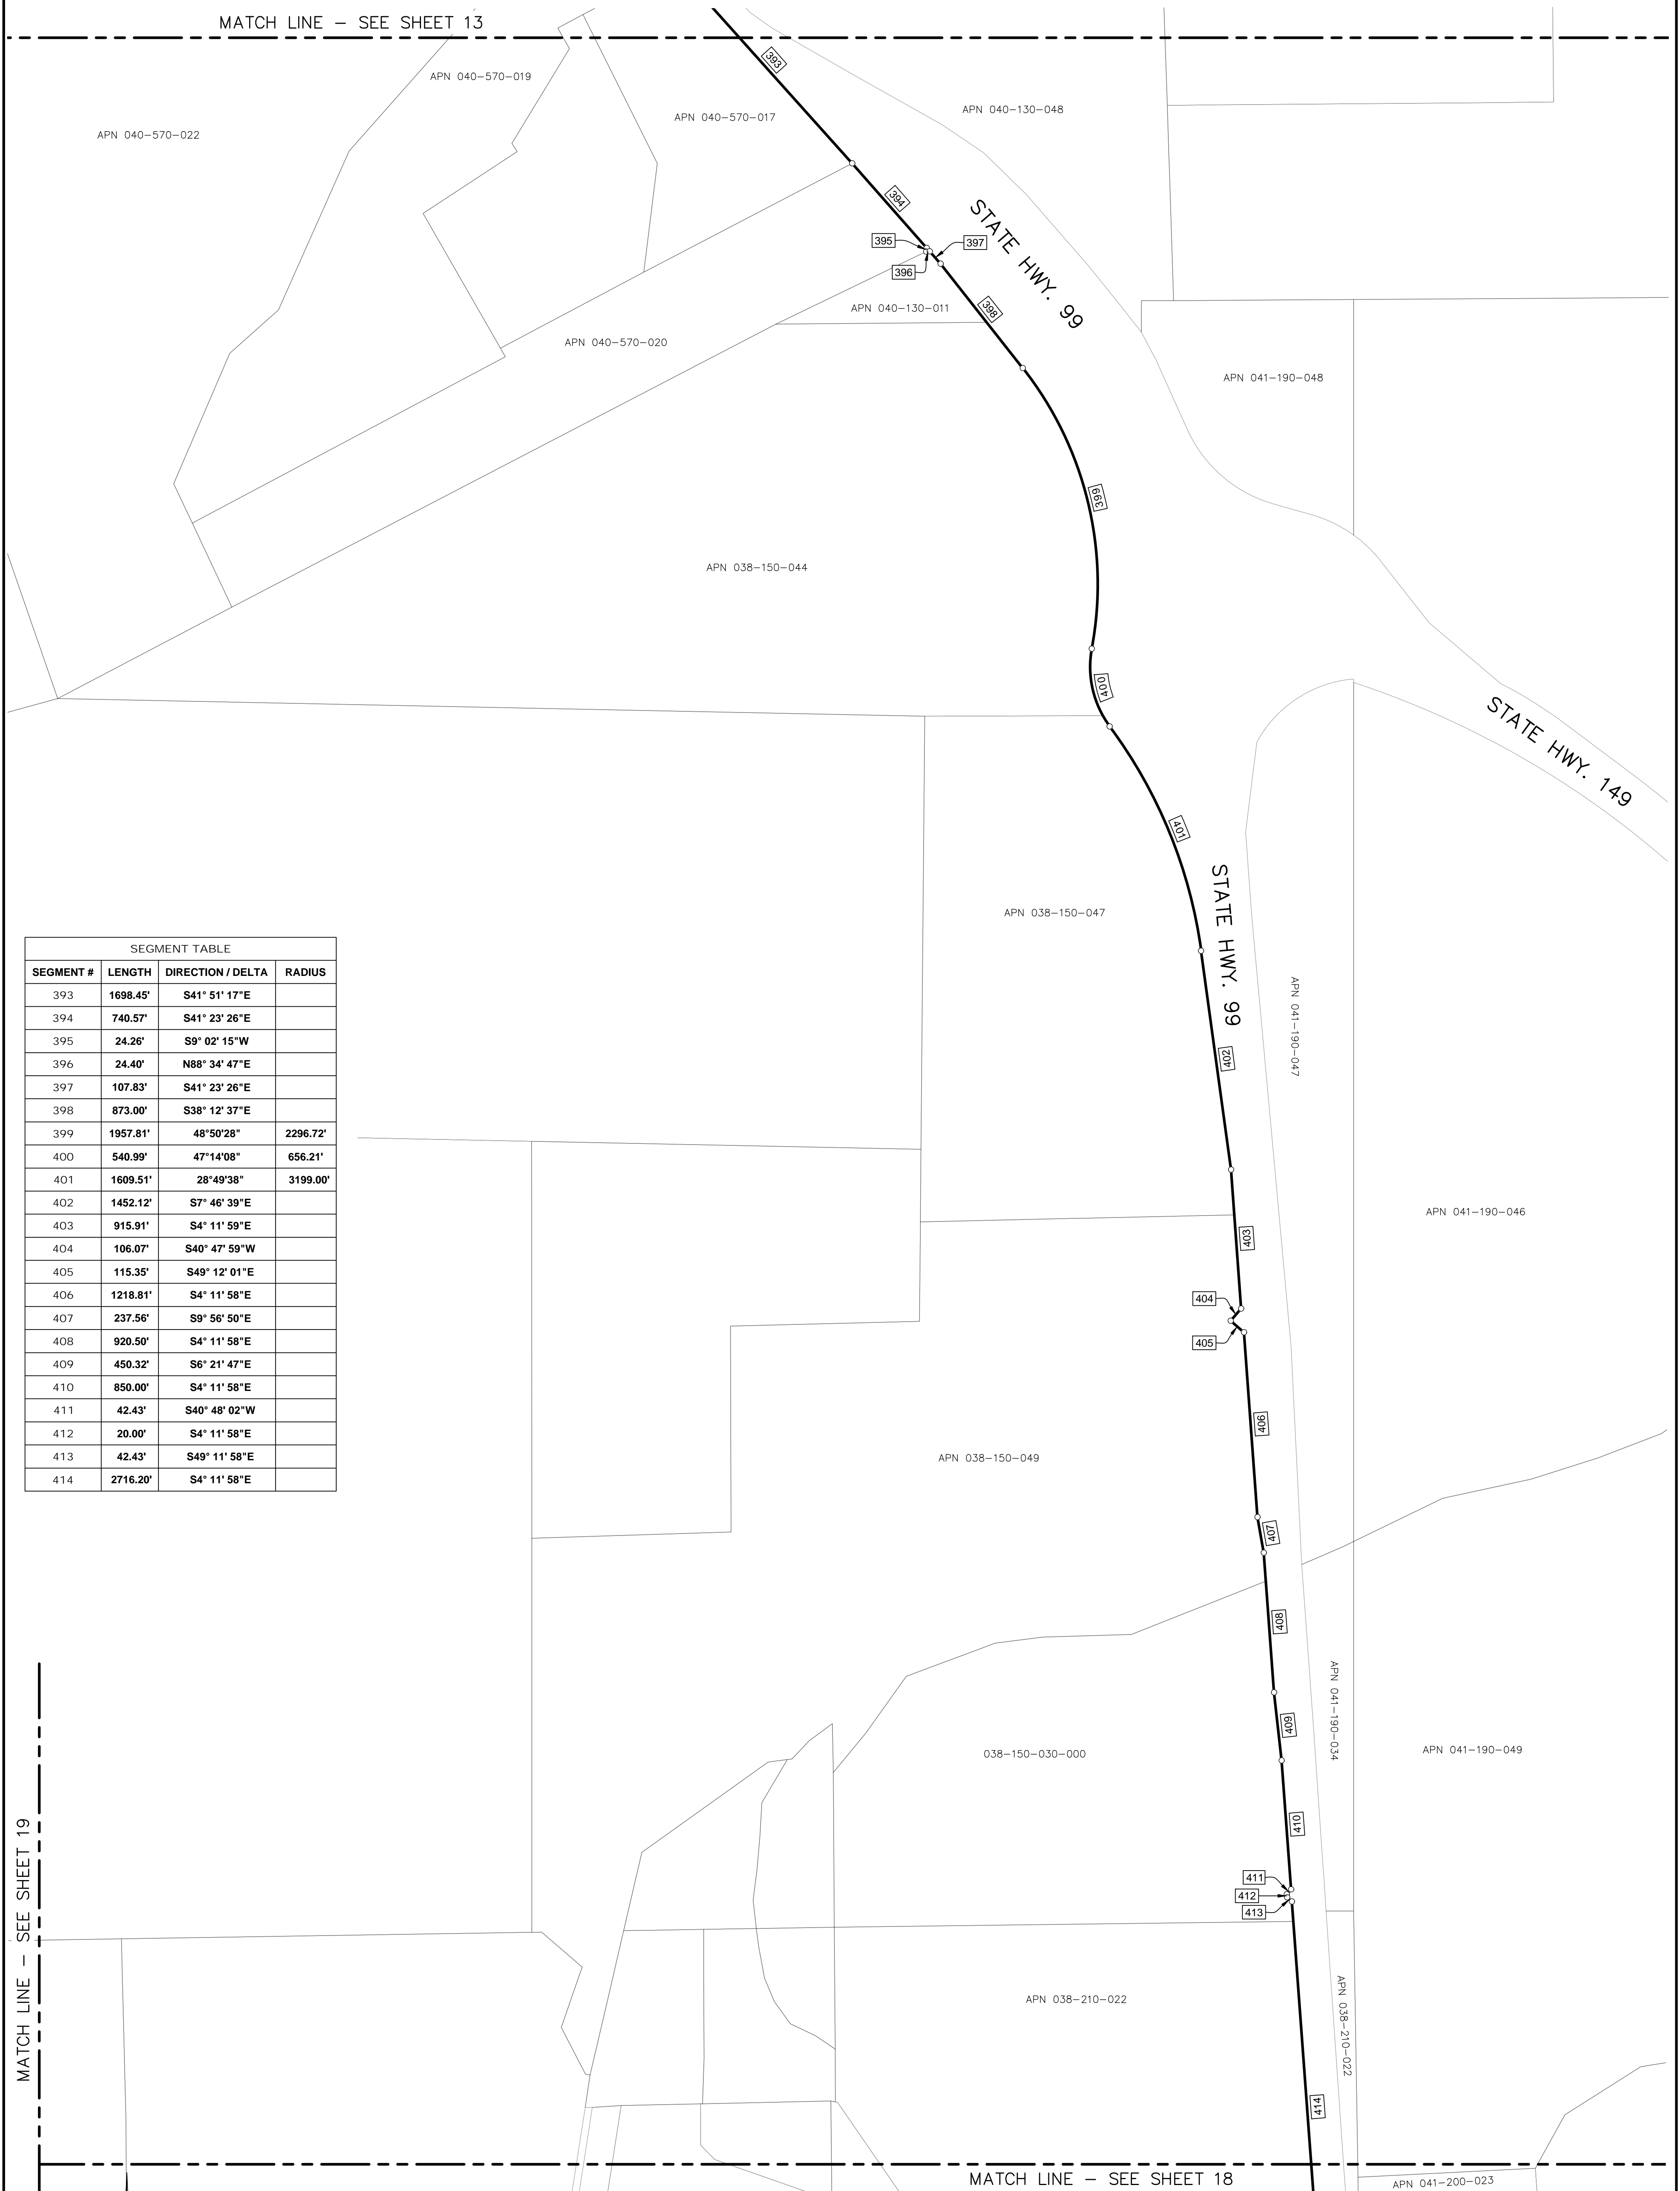 MATCH LINE – SEE SHEET 13
393
APN 040-570-019
APN 040-570-017
APN 040-130-048
APN 040-570-022
394
STATE HWY. 99
395
397
396
398
APN 040-130-011
APN 040-570-020
APN 041-190-048
399
APN 038-150-044
400
STATE HWY. 149
401
STATE HWY. 99
APN 038-150-047
APN 041-190-047
402
SEGMENT TABLE
SEGMENT # LENGTH DIRECTION / DELTA RADIUS
393 1698.45' S41° 51' 17"E
394 740.57' S41° 23' 26"E
395 24.26' S9° 02' 15"W
396 24.40' N88° 34' 47"E
397 107.83' S41° 23' 26"E
398 873.00' S38° 12' 37"E
399 1957.81' 48°50'28" 2296.72'
400 540.99' 47°14'08" 656.21'
401 1609.51' 28°49'38" 3199.00'
402 1452.12' S7° 46' 39"E
403 915.91' S4° 11' 59"E
404 106.07' S40° 47' 59"W
405 115.35' S49° 12' 01"E
406 1218.81' S4° 11' 58"E
407 237.56' S9° 56' 50"E
408 920.50' S4° 11' 58"E
409 450.32' S6° 21' 47"E
410 850.00' S4° 11' 58"E
411 42.43' S40° 48' 02"W
412 20.00' S4° 11' 58"E
413 42.43' S49° 11' 58"E
414 2716.20' S4° 11' 58"E
APN 041-190-046
403
404
405
406
APN 038-150-049
407
408
APN 041-190-034
409
038-150-030-000
APN 041-190-049
410
411
412
413
MATCH LINE – SEE SHEET 19
APN 038-210-022
APN 038-210-022
414
MATCH LINE – SEE SHEET 18
APN 041-200-023